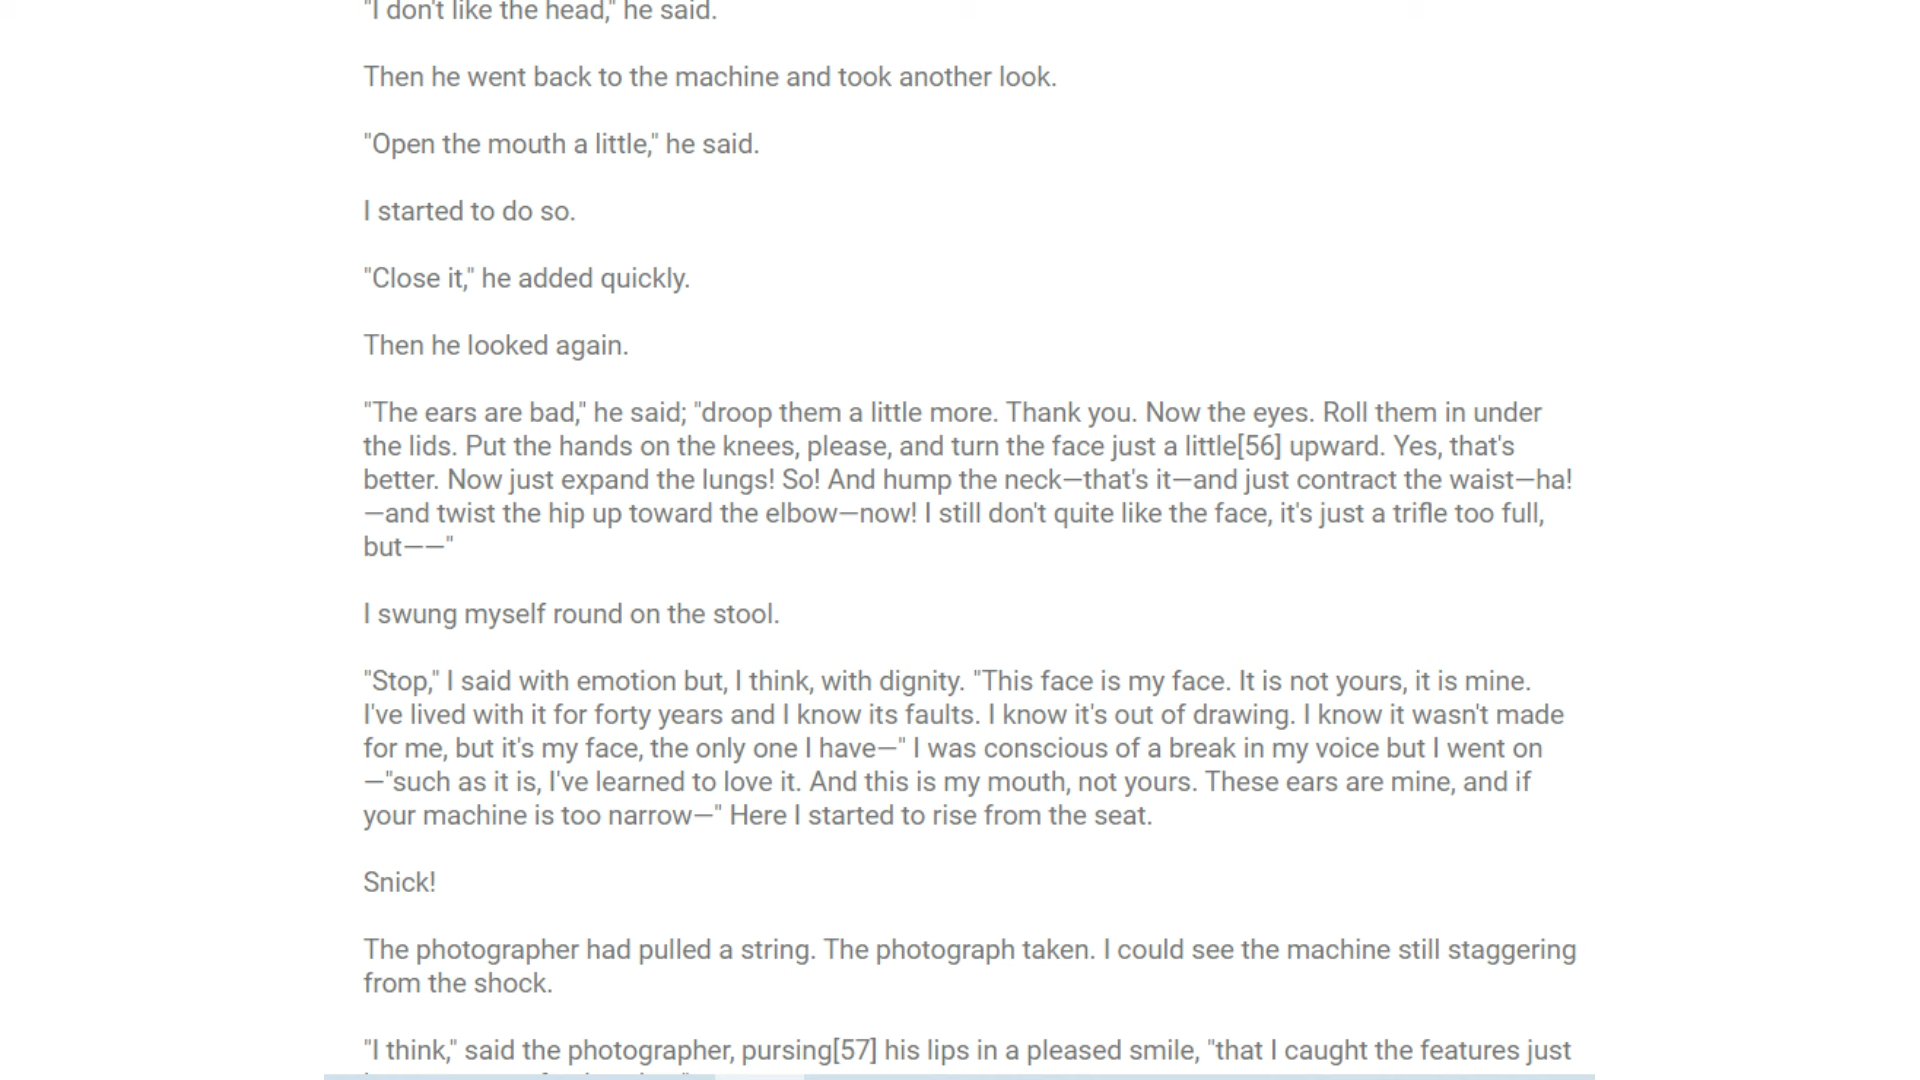 "I don't like the head," he said.
Then he went back to the machine and took another look.
"Open the mouth a little," he said.
I started to do so.
"Close it," he added quickly.
Then he looked again.
"The ears are bad," he said; "droop them a little more. Thank you. Now the eyes. Roll them in under
the lids. Put the hands on the knees, please, and turn the face just a little[56] upward. Yes, that's
better. Now just expand the lungs! So! And hump the neck—that's it—and just contract the waist—ha!
—and twist the hip up toward the elbow—now! I still don't quite like the face, it's just a trifle too full,
but——"
I swung myself round on the stool.
"Stop," I said with emotion but, I think, with dignity. "This face is my face. It is not yours, it is mine.
I've lived with it for forty years and I know its faults. I know it's out of drawing. I know it wasn't made
for me, but it's my face, the only one I have—" I was conscious of a break in my voice but I went on
—"such as it is, I've learned to love it. And this is my mouth, not yours. These ears are mine, and if
your machine is too narrow—" Here I started to rise from the seat.
Snick!
The photographer had pulled a string. The photograph taken. I could see the machine still staggering
from the shock.
"I think," said the photographer, pursing[57] his lips in a pleased smile, "that I caught the features just